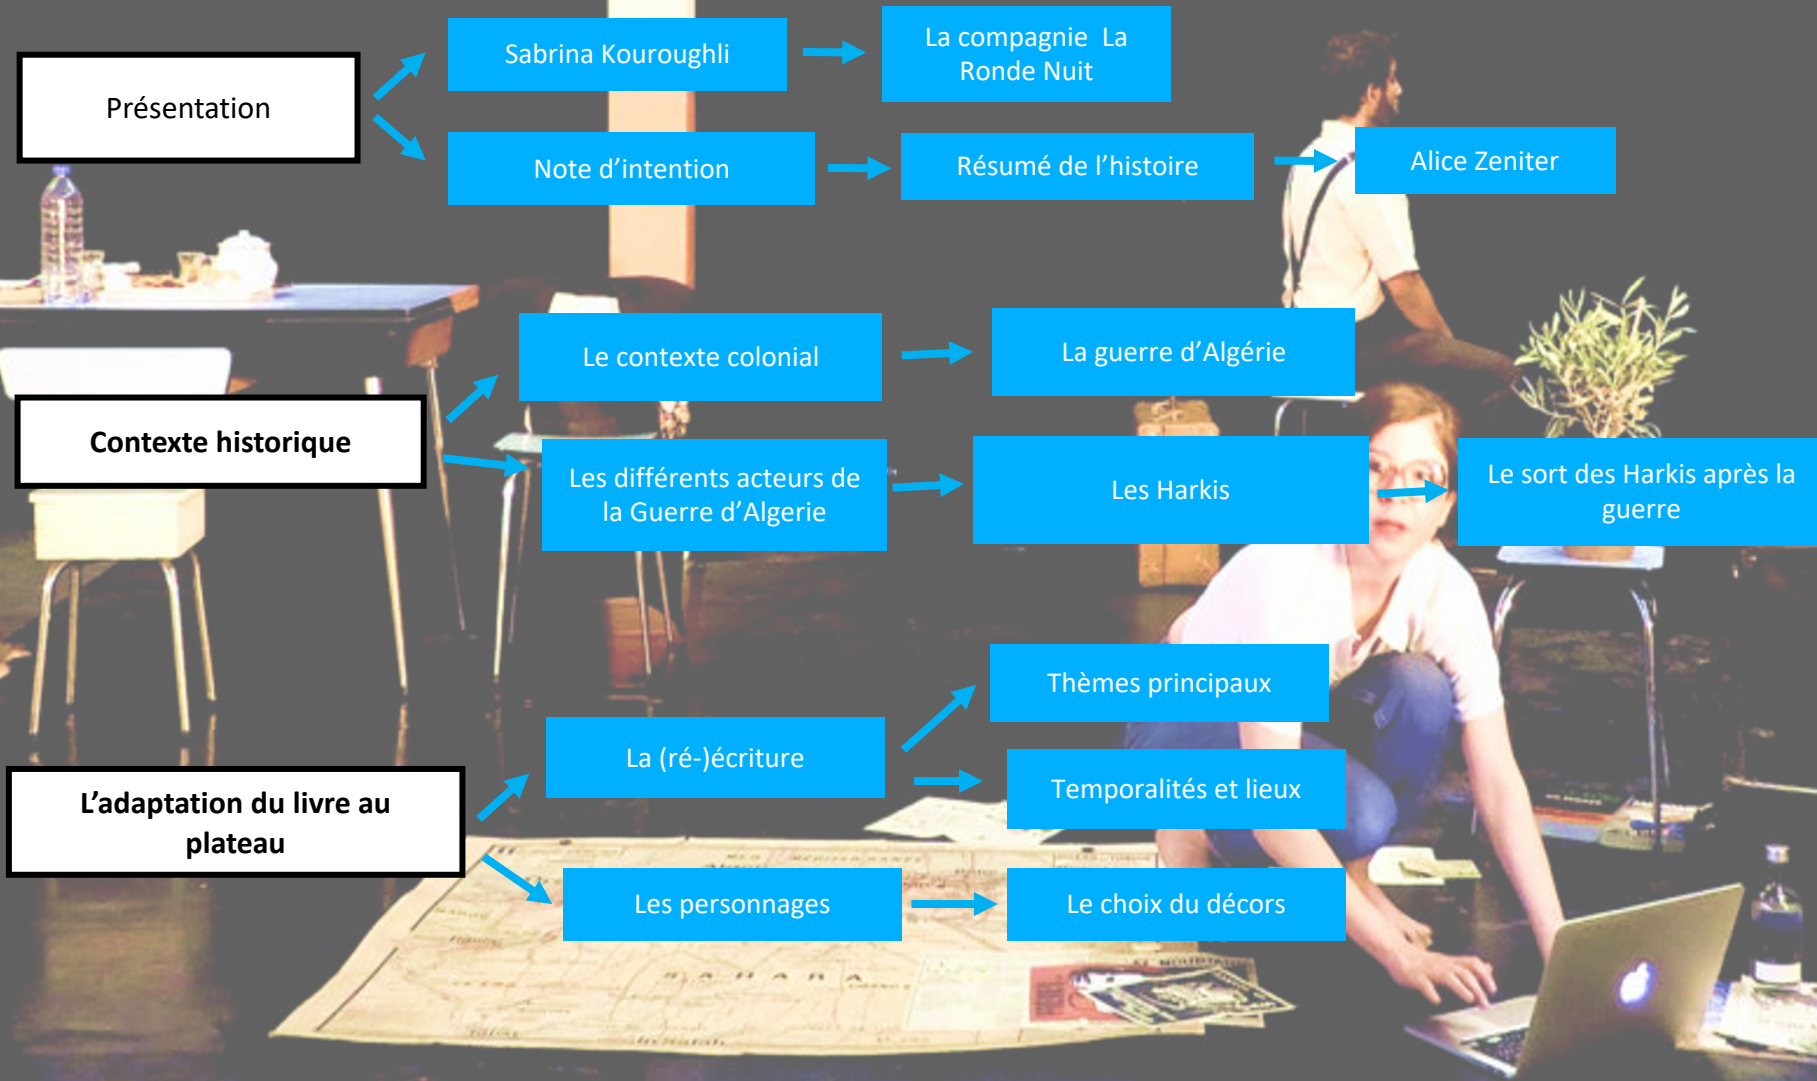 Présentation
Sabrina Kouroughli
La compagnie La
Ronde Nuit
Note d’intention
Résumé de l’histoire
Alice Zeniter
Contexte historique
Le contexte colonial
La guerre d’Algérie
Les différents acteurs de
la Guerre d’Algerie
Les Harkis
Le sort des Harkis après la
guerre
L’adaptation du livre au
plateau
La (ré-)écriture
Thèmes principaux
Temporalités et lieux
Les personnages
Le choix du décors
SAHARA